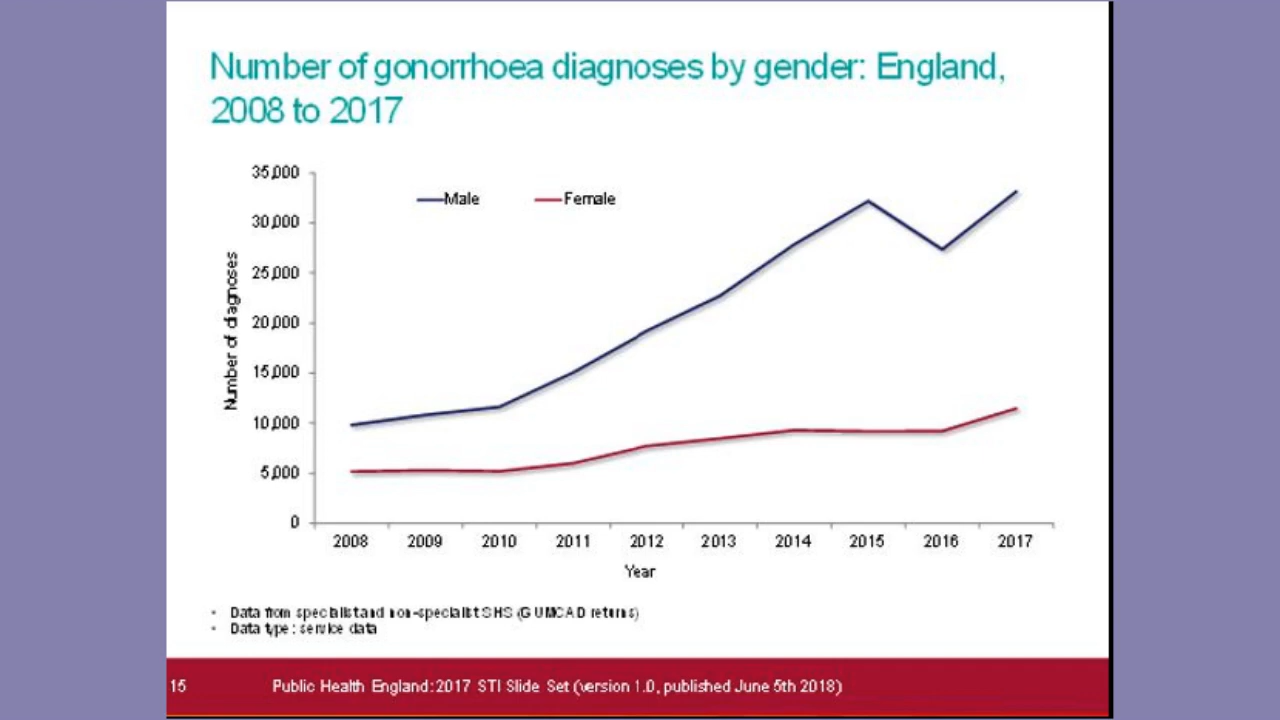 Number of gonorrhoea diagnoses by gender: England,
2008 to 2017
35,000
Male
Female
30,000
25,000
20,000
15,000
10,000
5,000
0
Number of diagnoses
2008 2009 2010 2011 2012 2013 2014 2015 2016 2017
Year
• Data from specialist and non-specialist SHS (GUMCAD returns)
• Data type: service data
15 Public Health England: 2017 STI Slide Set (version 1.0, published June 5th 2018)